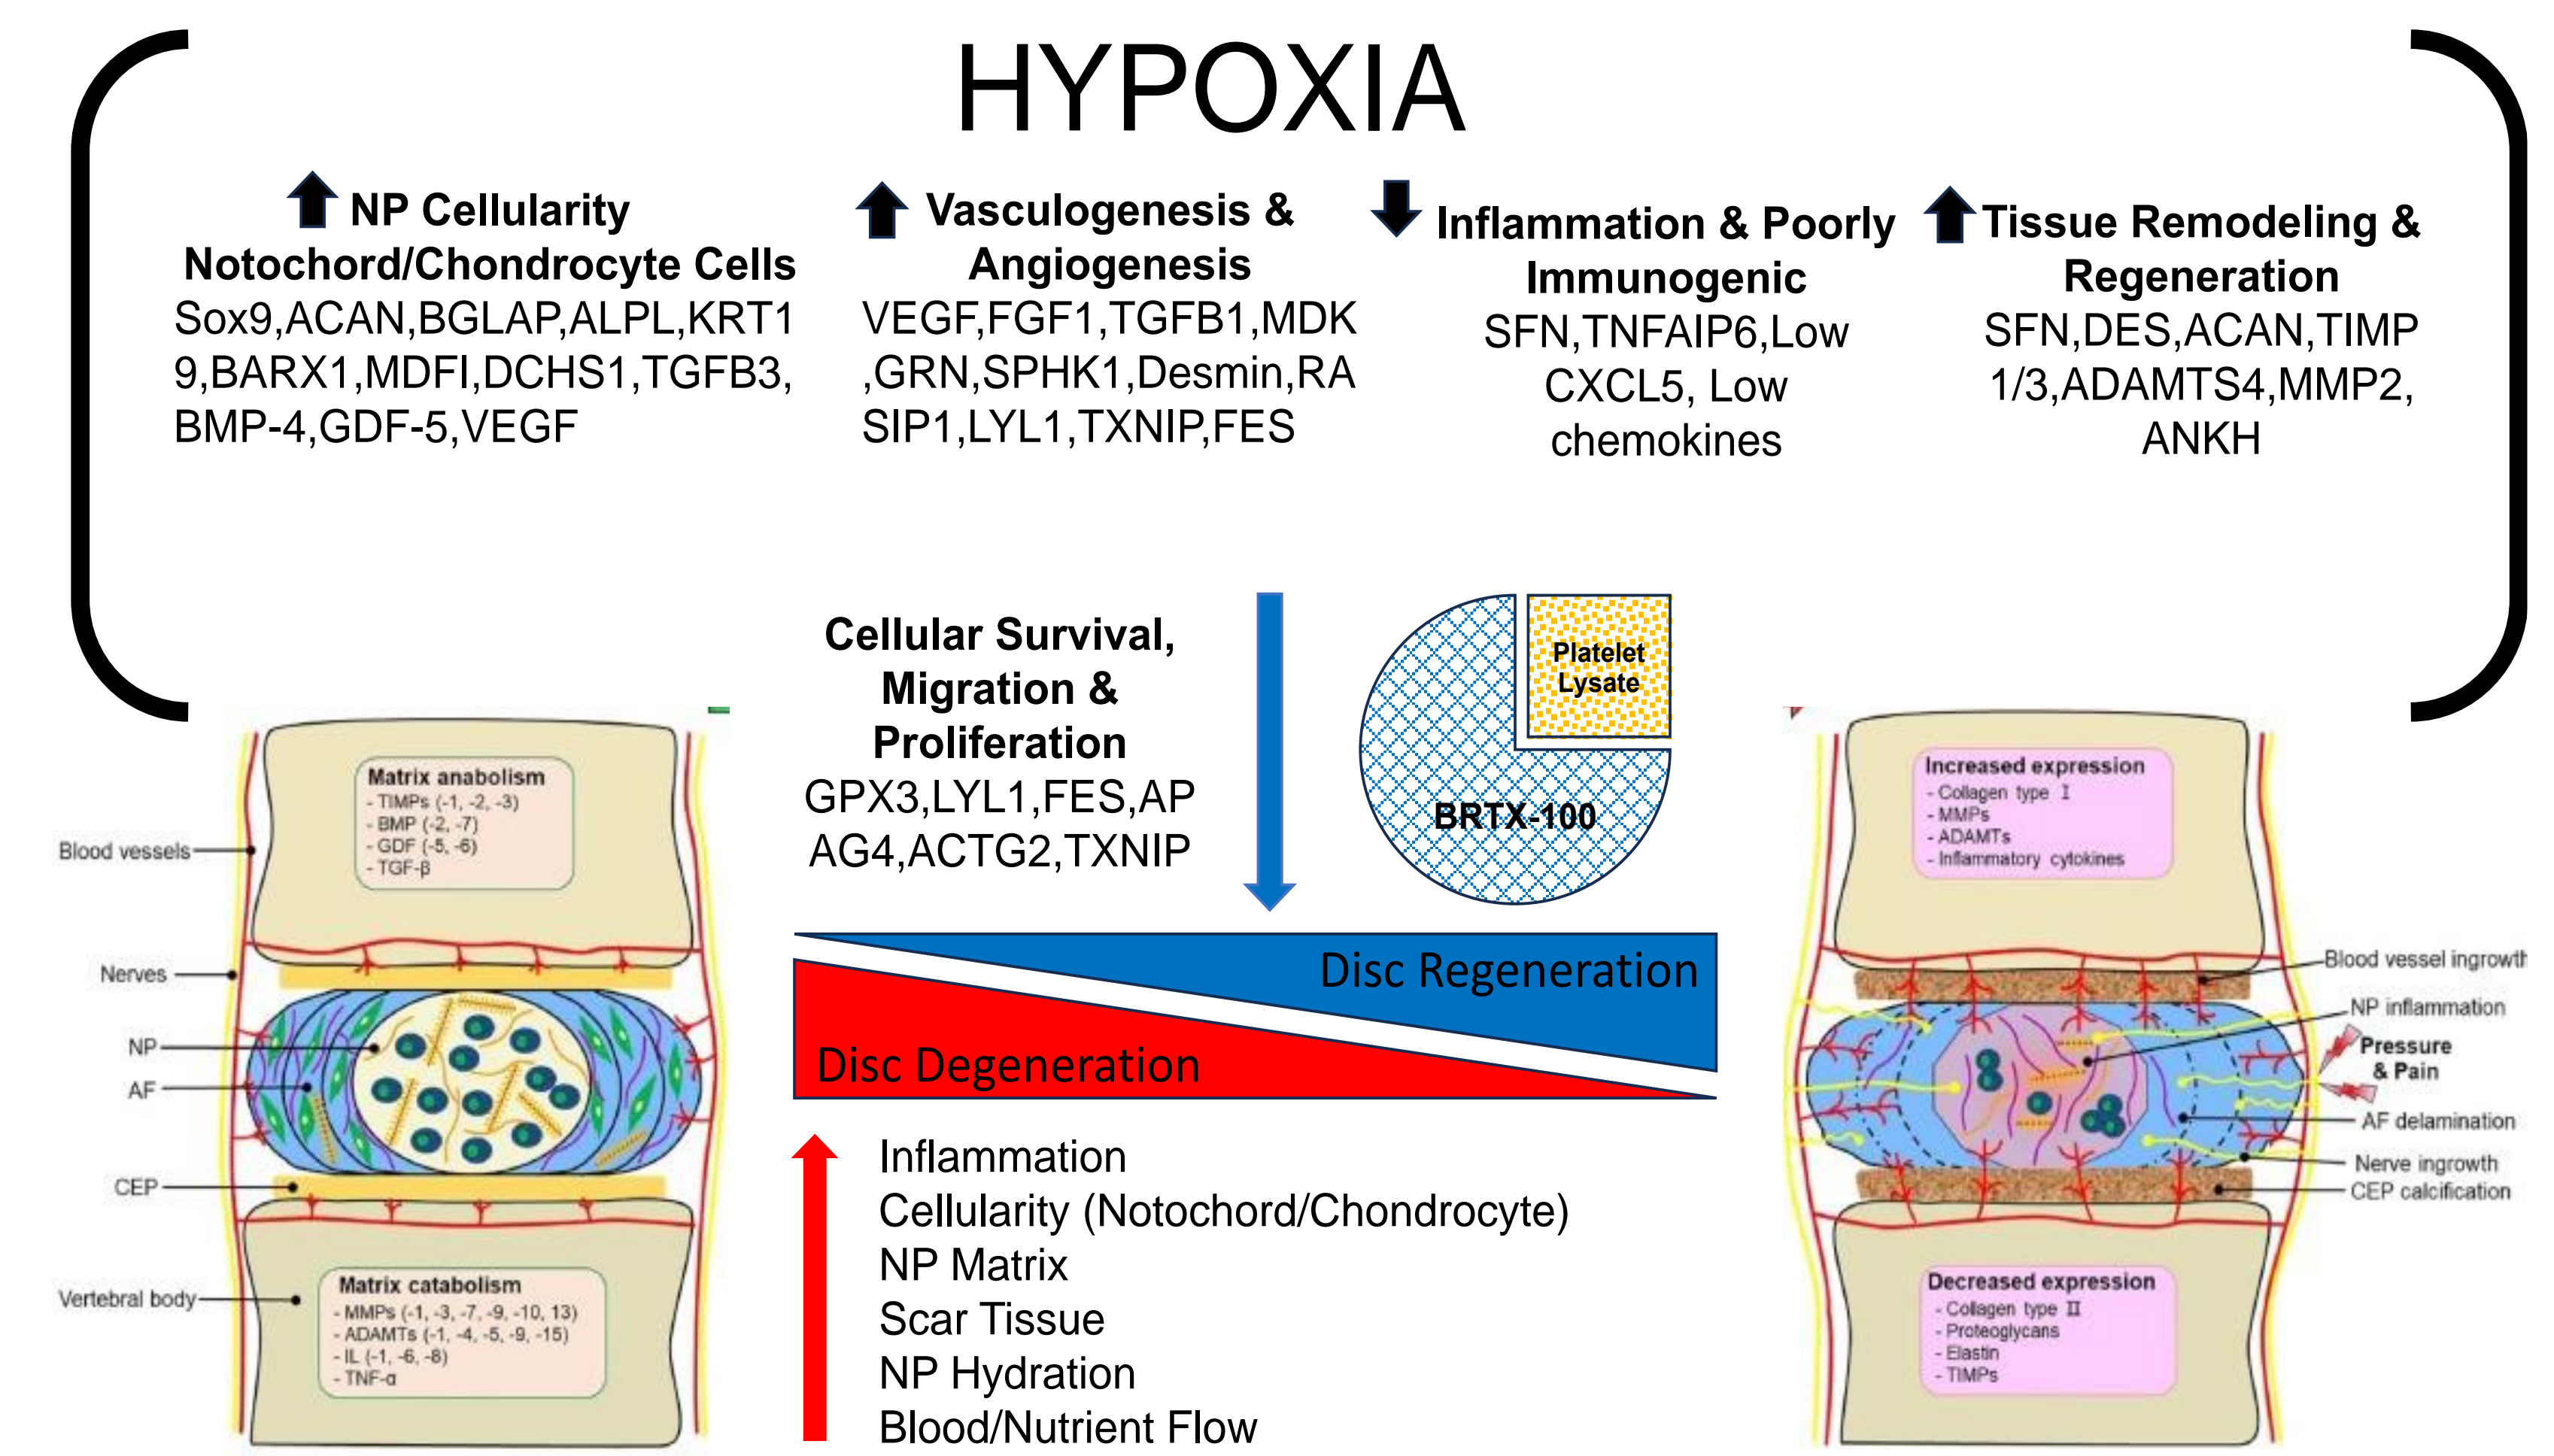 HYPOXIA
NP Cellularity
Notochord/Chondrocyte Cells
Sox9,ACAN,BGLAP,ALPL,KRT1
9,BARX1,MDFI,DCHS1,TGFB3,
BMP-4,GDF-5,VEGF
Vasculogenesis &
Angiogenesis
VEGF,FGF1,TGFB1,MDK
,GRN,SPHK1,Desmin,RA
SIP1,LYL1,TXNIP,FES
Inflammation & Poorly
Immunogenic
SFN,TNFAIP6,Low
CXCL5, Low
chemokines
Tissue Remodeling &
Regeneration
SFN,DES,ACAN,TIMP
1/3,ADAMTS4,MMP2,
ANKH
Cellular Survival,
Migration &
Proliferation
GPX3,LYL1,FES,AP
AG4,ACTG2,TXNIP
Platelet
Lysate
BRTX-100
Matrix anabolism
- TIMPs (-1, -2, -3)
- BMP (-2, -7)
- GDF (-5, -6)
- TGF-β
Blood vessels
Nerves
NP
AF
CEP
Vertebral body
Matrix catabolism
- MMPs (-1, -3, -7, -9, -10, 13)
- ADAMTs (-1, -4, -5, -9, -15)
- IL (-1, -6, -8)
- TNF-α
Disc Regeneration
Disc Degeneration
Inflammation
Cellularity (Notochord/Chondrocyte)
NP Matrix
Scar Tissue
NP Hydration
Blood/Nutrient Flow
Increased expression
- Collagen type I
- MMPs
- ADAMTs
- Inflammatory cytokines
Blood vessel ingrowth
NP inflammation
Pressure
& Pain
AF delamination
Nerve ingrowth
CEP calcification
Decreased expression
- Collagen type II
- Proteoglycans
- Elastin
- TIMPs